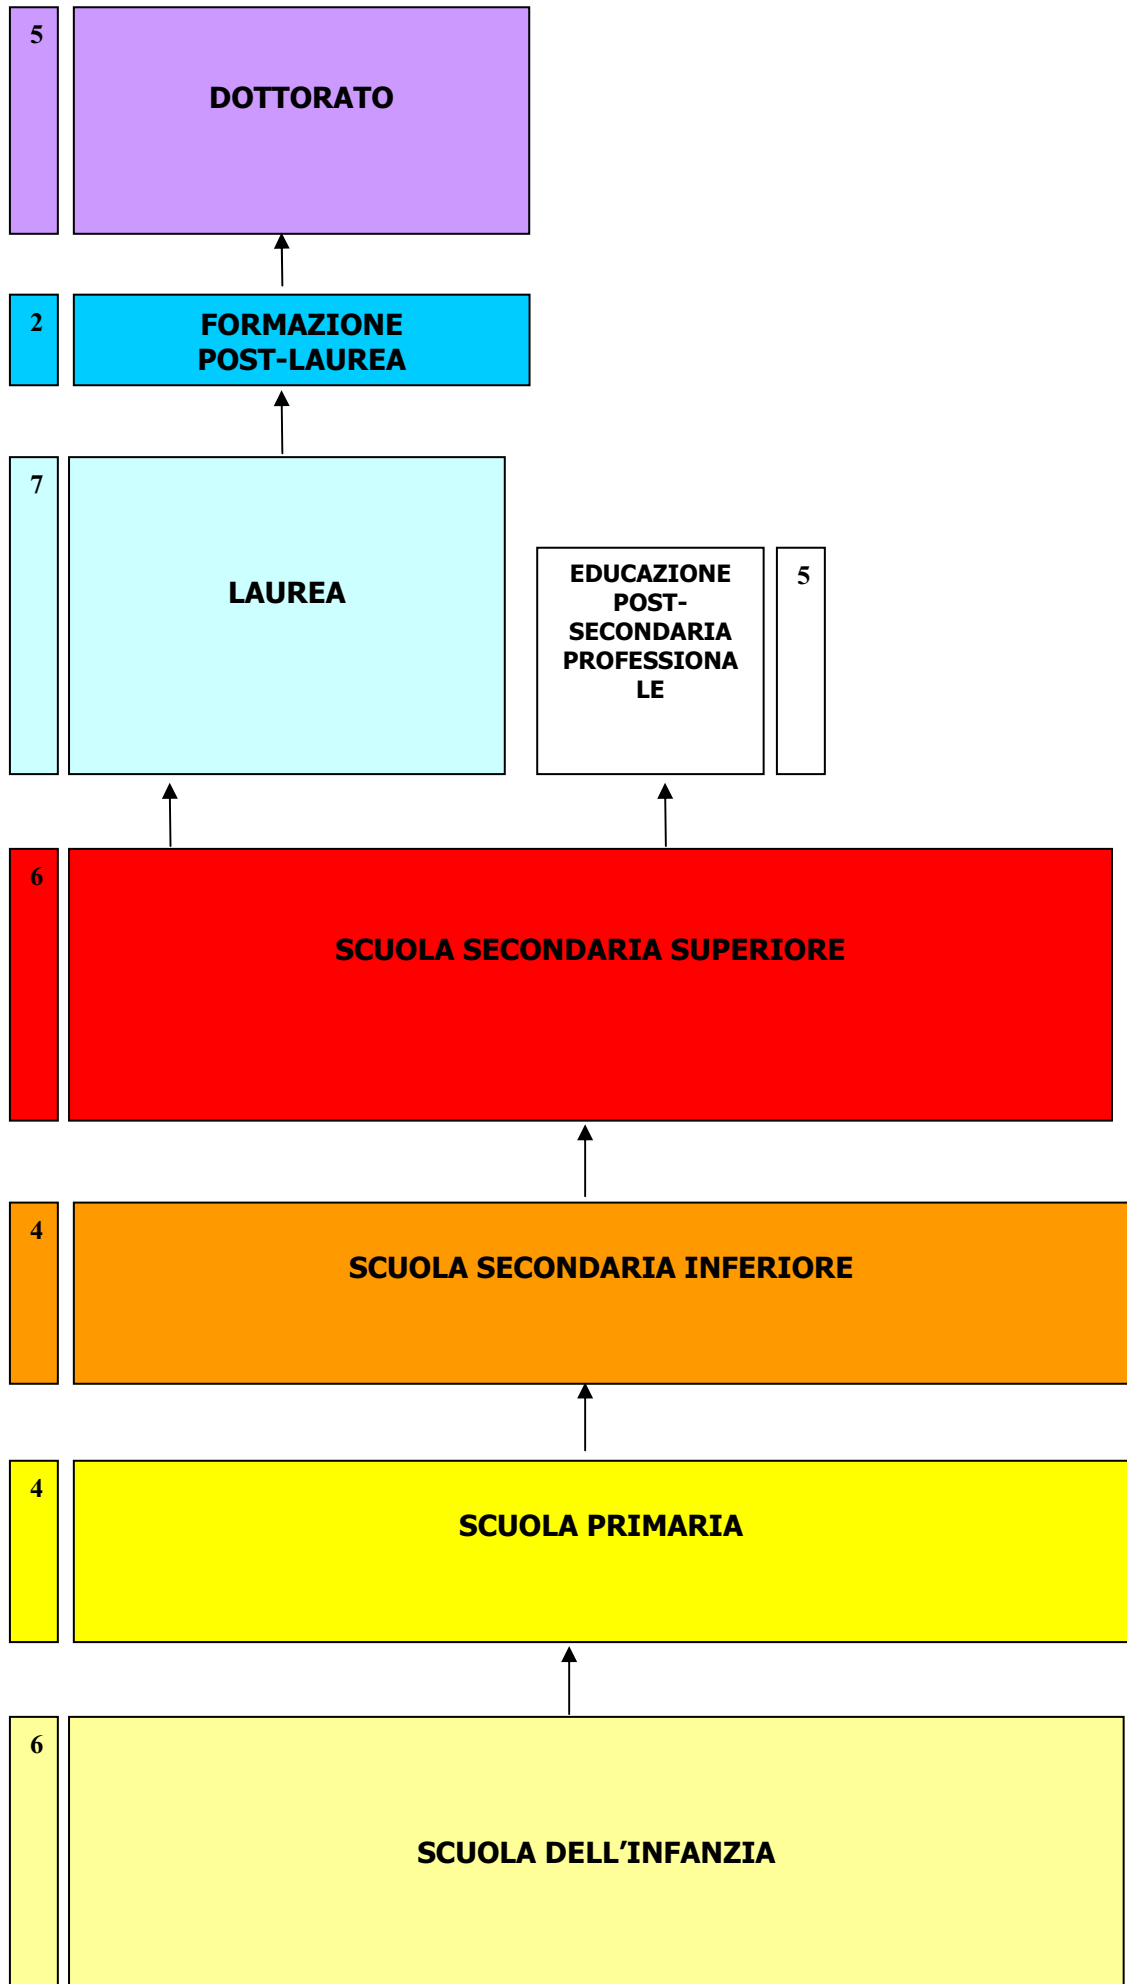 5
DOTTORATO
2
FORMAZIONE
POST-LAUREA
7
LAUREA
EDUCAZIONE
POST-
SECONDARIA
PROFESSIONA
LE
5
6
SCUOLA SECONDARIA SUPERIORE
4
SCUOLA SECONDARIA INFERIORE
4
SCUOLA PRIMARIA
6
SCUOLA DELL’INFANZIA